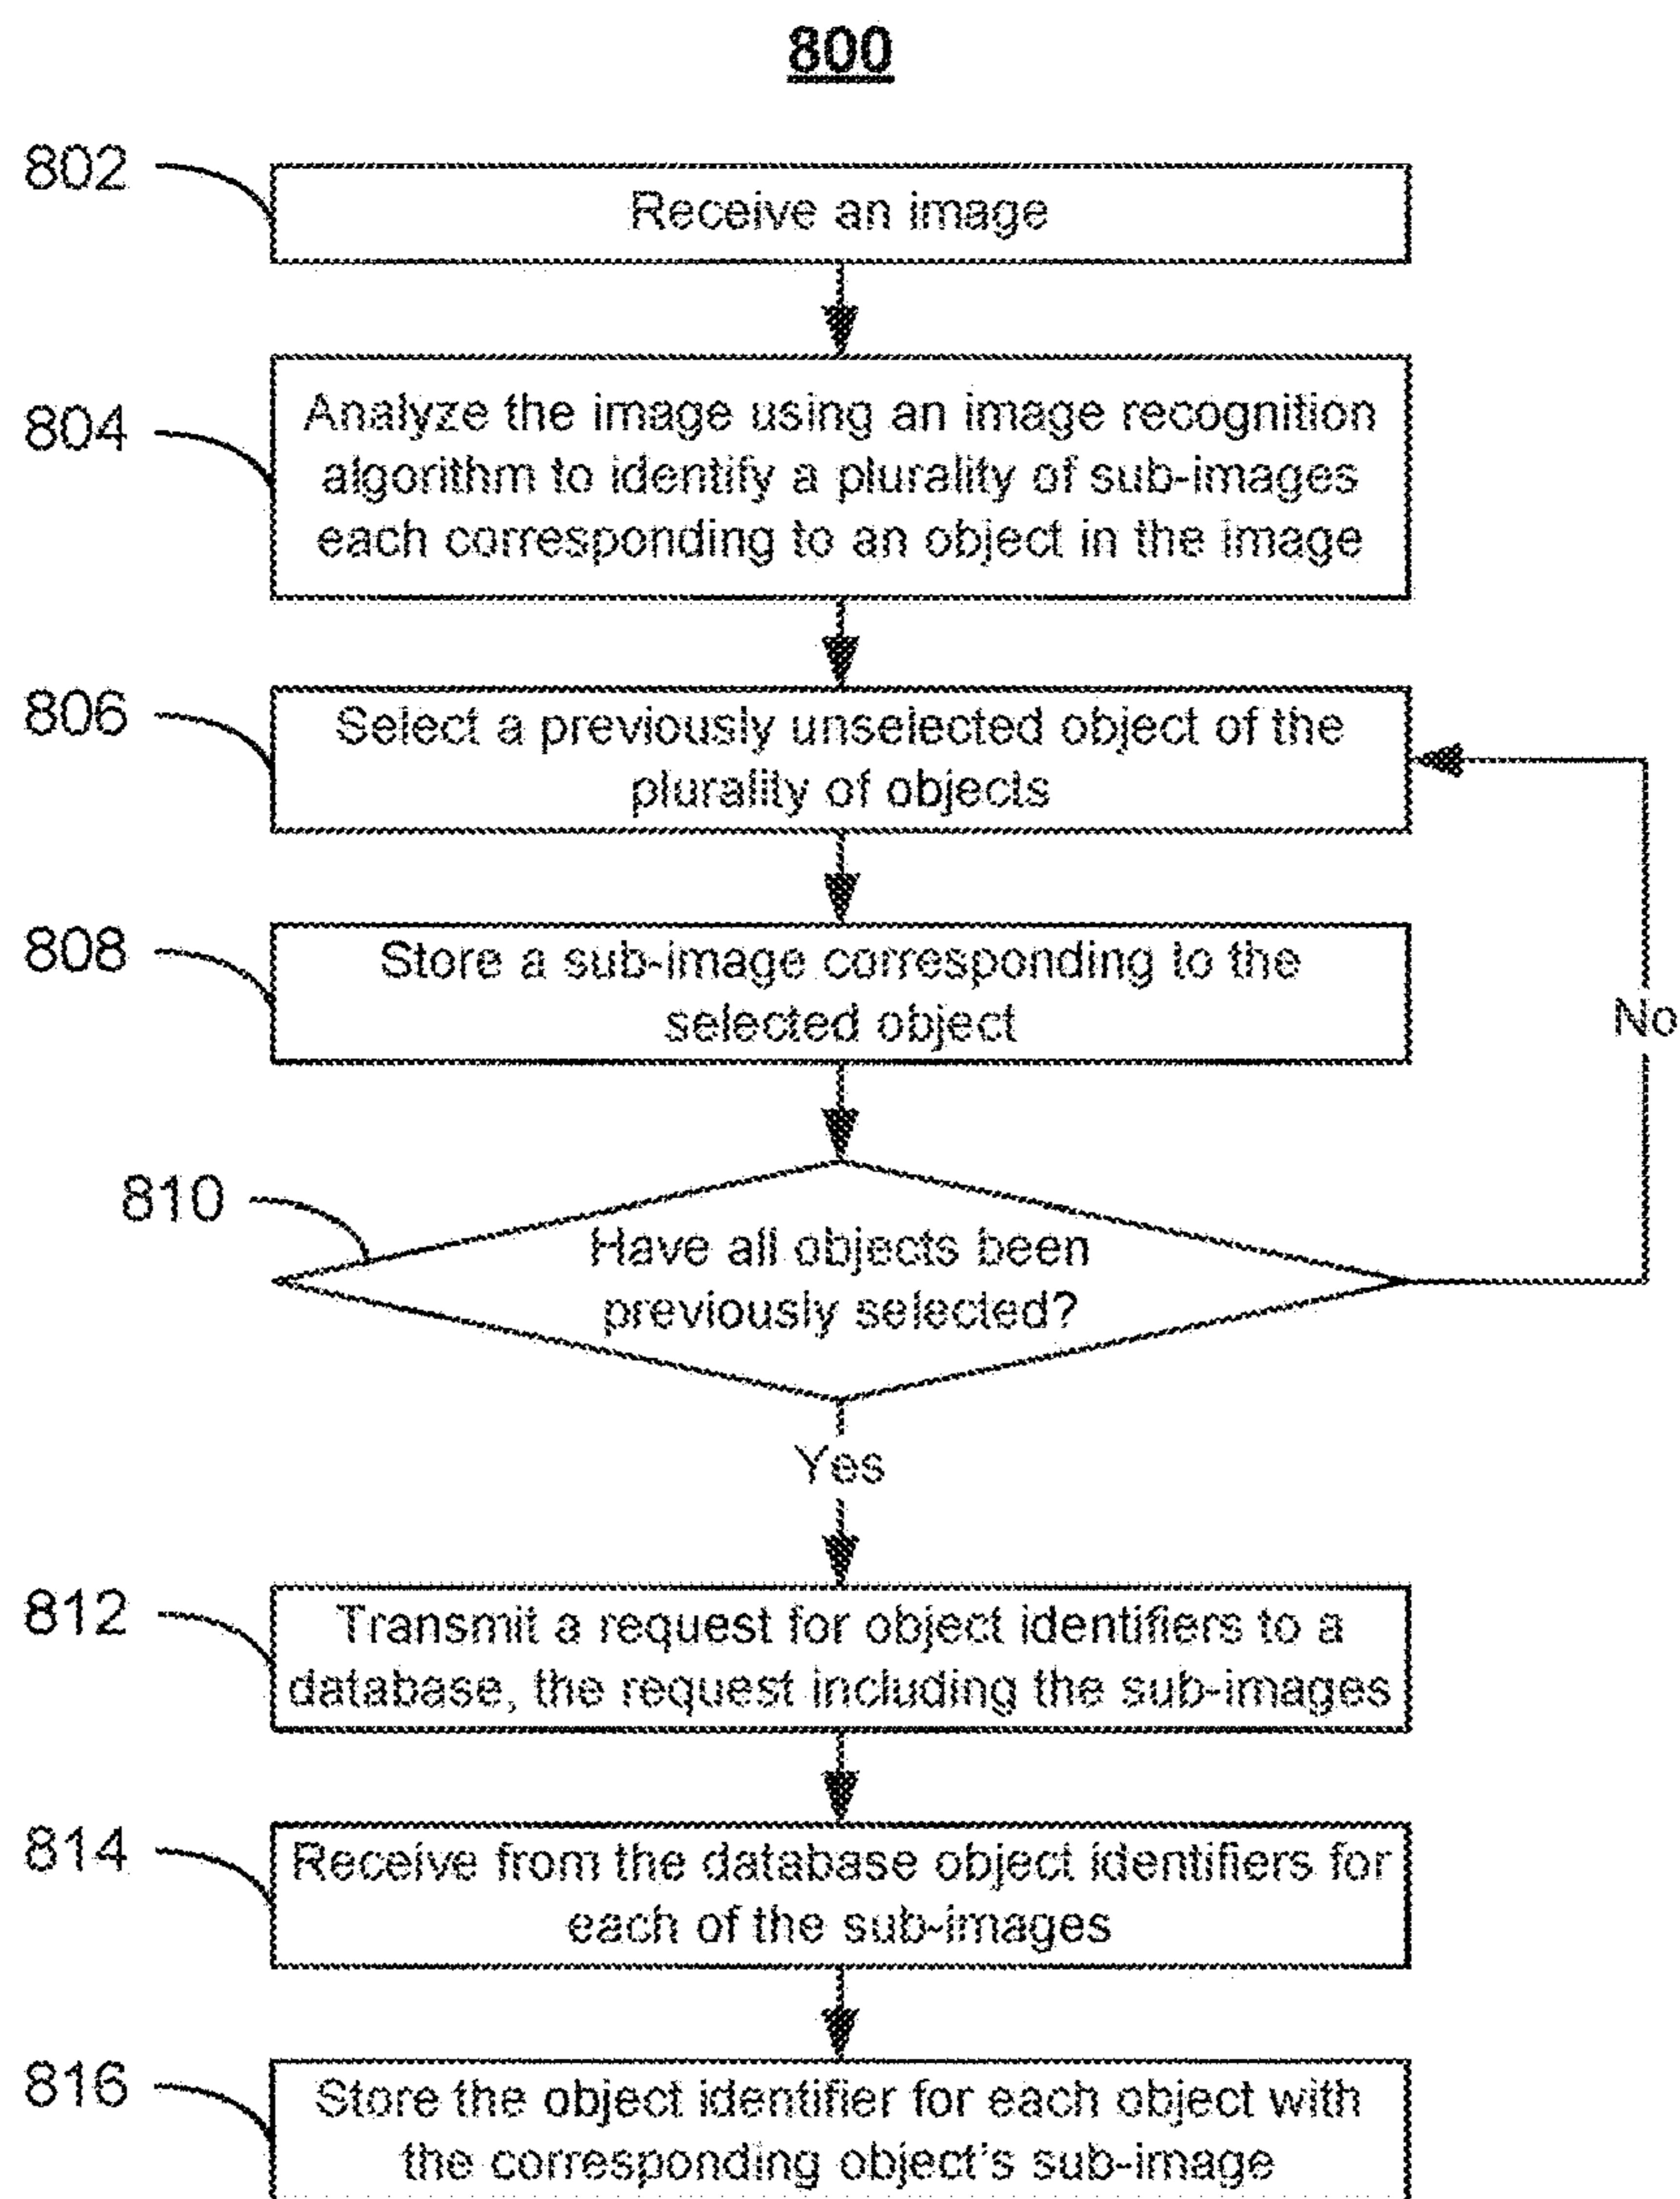 800
802
Receive an image
804
Analyze the image using an image recognition
algorithm to identify a plurality of sub-images
each corresponding to an object in the image
806
Select a previously unselected object of the
plurality of objects
808
Store a sub-image corresponding to the
selected object
No
810
Have all objects been
previously selected?
Yes
812
Transmit a request for object identifiers to a
database, the request including the sub-images
814
Receive from the database object identifiers for
each of the sub-images
816
Store the object identifier for each object with
the corresponding object's sub-image